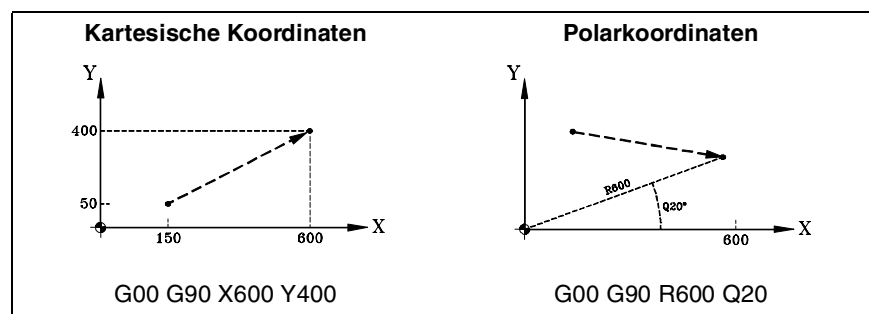 Kartesische Koordinaten
Y
400
50
150
600
X
G00 G90 X600 Y400
Polarkoordinaten
Y
R600
Q20°
600
X
G00 G90 R600 Q20